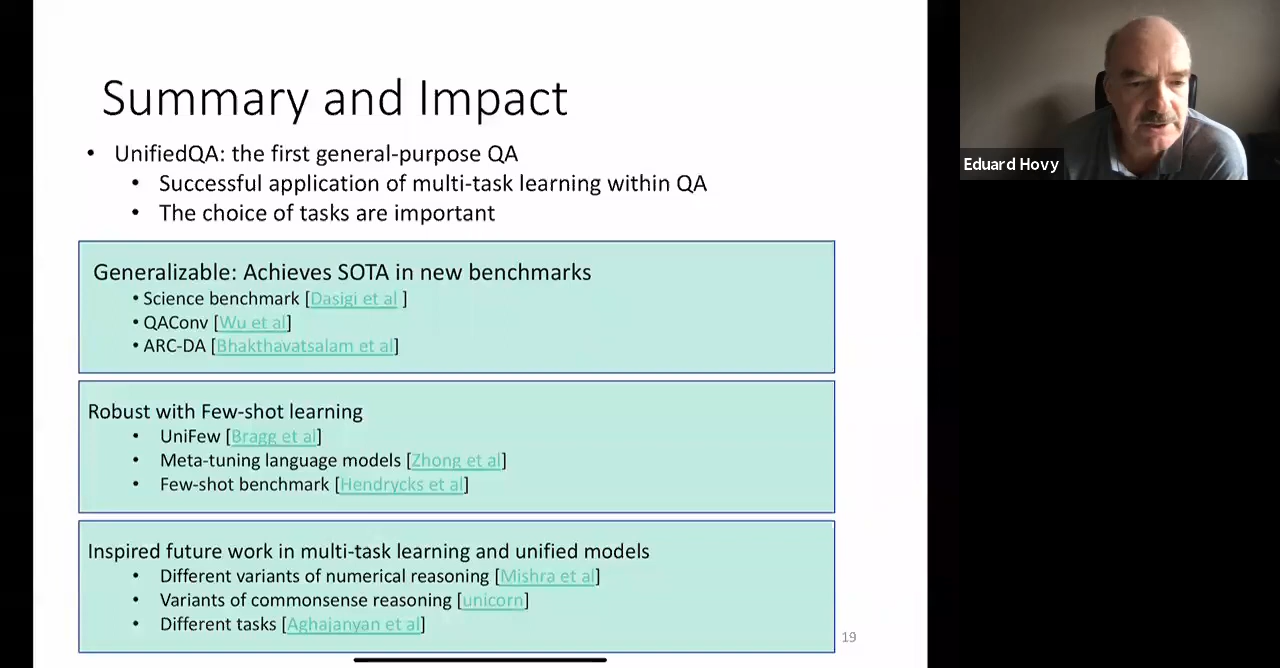 Summary and Impact
• UnifiedQA: the first general-purpose QA
• Successful application of multi-task learning within QA
• The choice of tasks are important
Generalizable: Achieves SOTA in new benchmarks
• Science benchmark [Dasigi et al ]
• QAConv [Wu et al]
• ARC-DA [Bhakthavatsalam et al]
Robust with Few-shot learning
• UniFew [Bragg et al]
• Meta-tuning language models [Zhong et al]
• Few-shot benchmark [Hendrycks et al]
Inspired future work in multi-task learning and unified models
• Different variants of numerical reasoning [Mishra et al]
• Variants of commonsense reasoning [unicorn]
• Different tasks [Aghajanyan et al]
19
Eduard Hovy